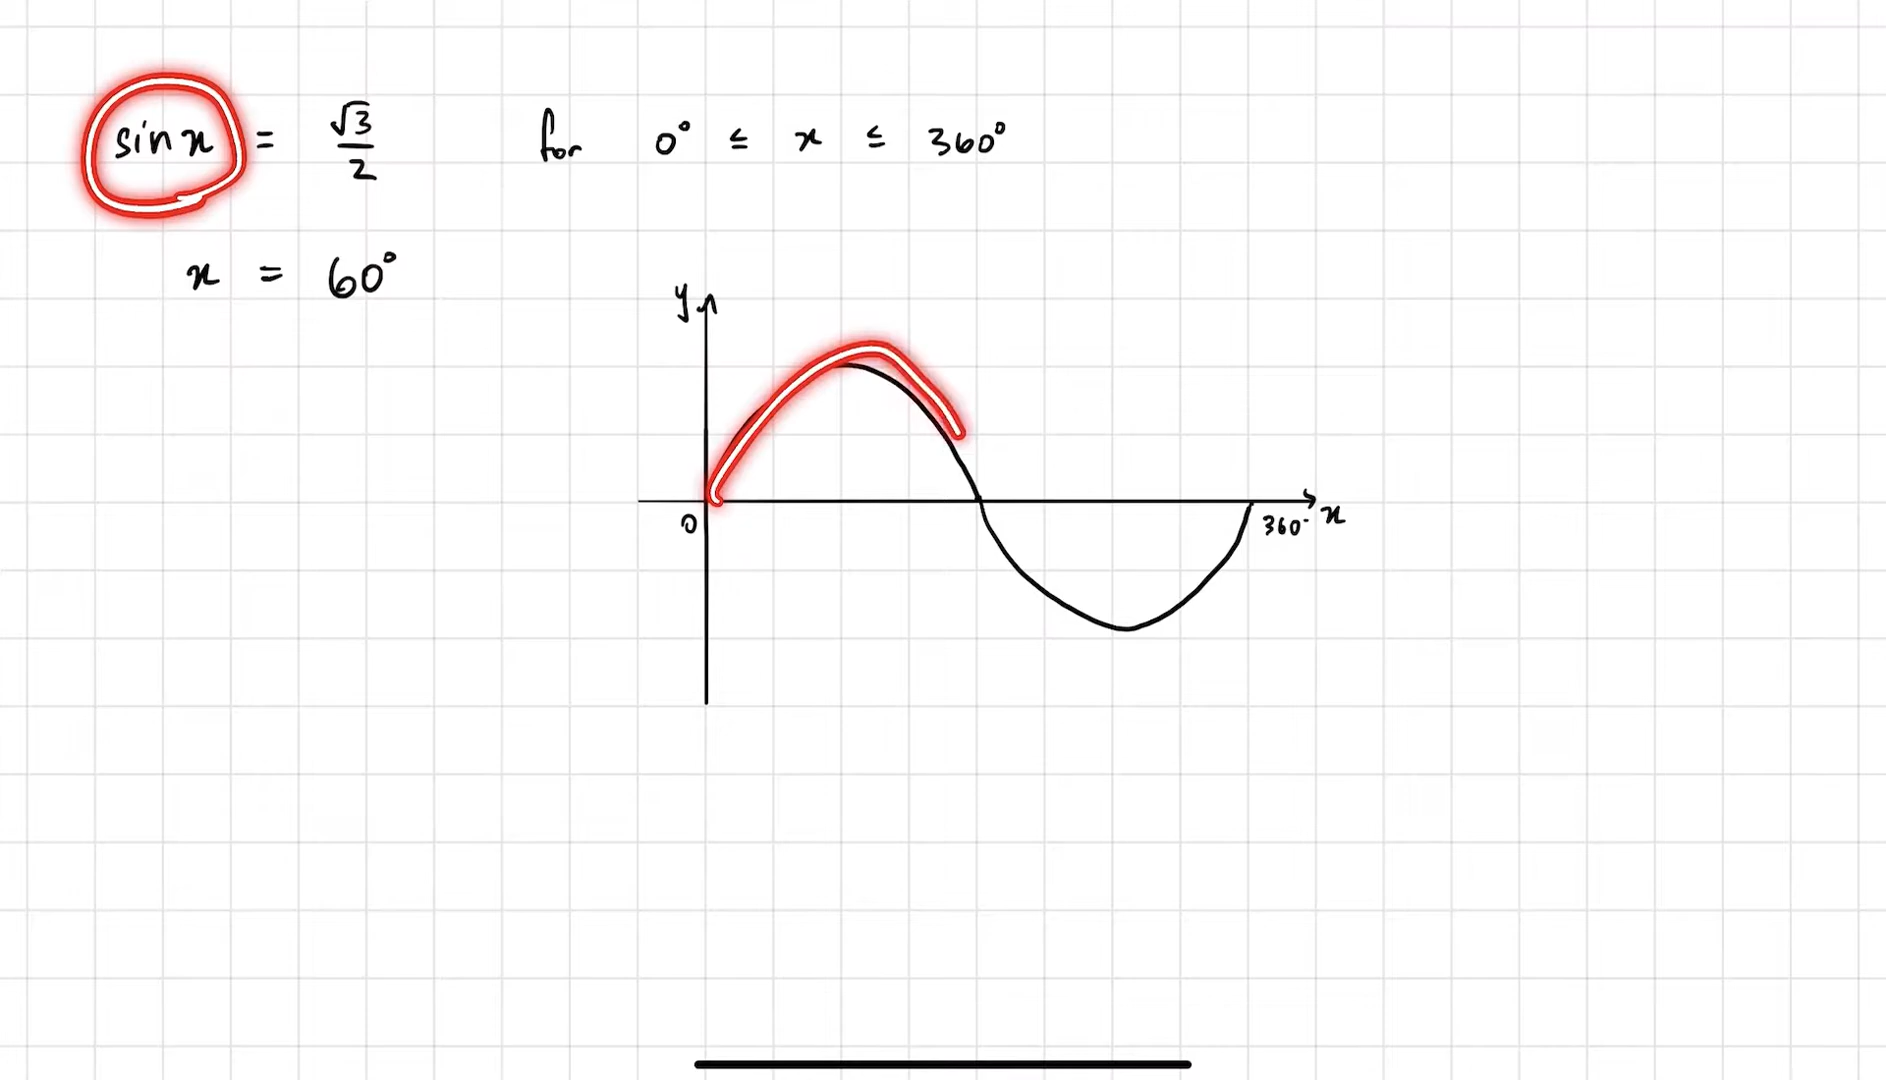 sin x = √3/2 for 0° ≤ x ≤ 360°
x = 60°
y
0
360° x